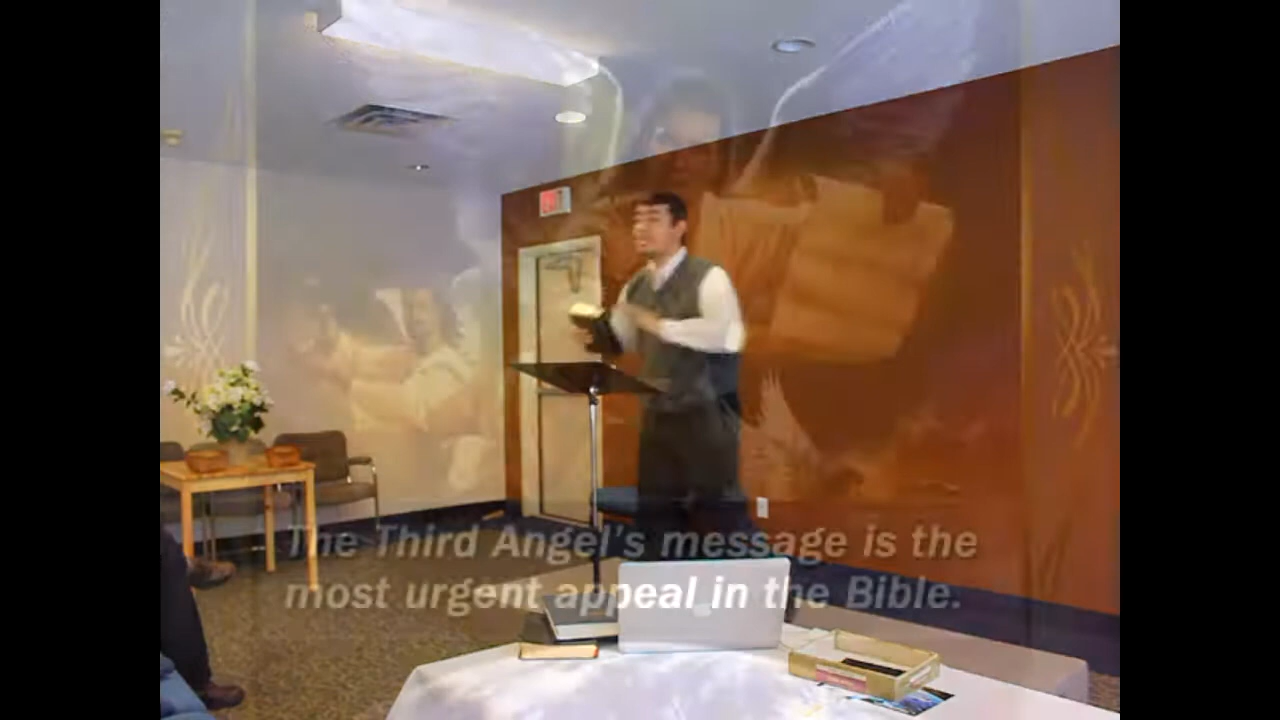 The Third Angel's message is the
most urgent appeal in the Bible.